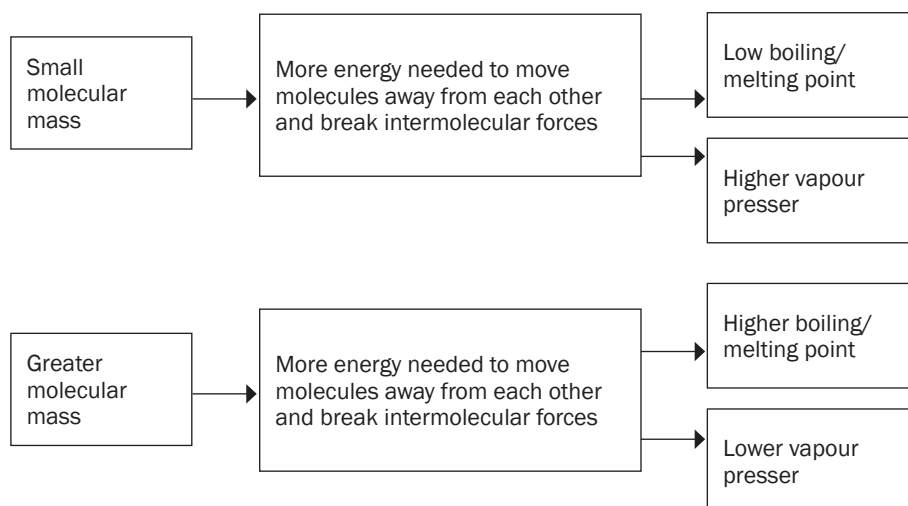 Small
molecular
mass
More energy needed to move
molecules away from each other
and break intermolecular forces
Low boiling/
melting point
Higher vapour
presser
Greater
molecular
mass
More energy needed to move
molecules away from each other
and break intermolecular forces
Higher boiling/
melting point
Lower vapour
presser